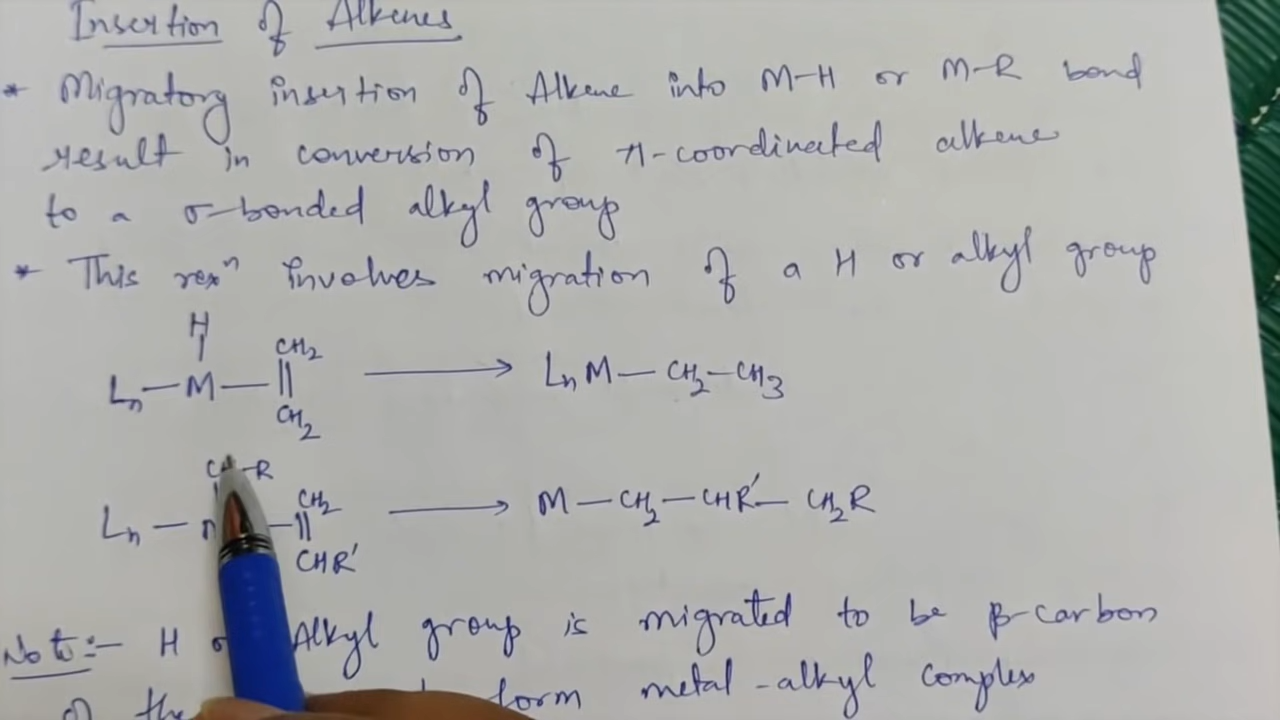 Insertion of Alkenes
* Migratory insertion of Alkene into M-H or M-R bond
result in conversion of π-coordinated alkene
to a σ-bonded alkyl group
* This rexⁿ involves migration of a H or alkyl group
H
CH₂
Lₙ—M—|| ⟶ LₙM—CH₂—CH₃
CH₂
—R
CH₂
Lₙ— —|| ⟶ M—CH₂—CHR′—CH₂R
CHR′
Note:- H Alkyl group is migrated to be β-carbon
of the form metal-alkyl complex